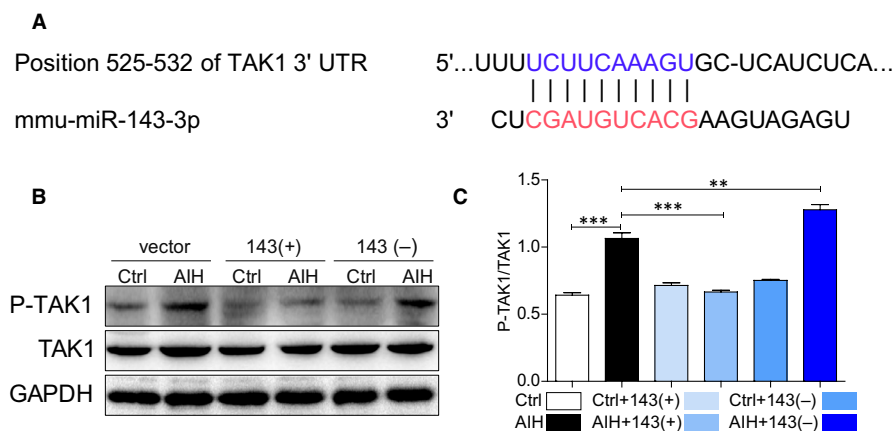 A
Position 525-532 of TAK1 3' UTR 5'...UUUUCUUCAAAGUGC-UCAUCUCA...
mmu-miR-143-3p 3' CUCGAUGUCACGAAGUAGAGU
B
vector 143(+) 143 (–)
Ctrl AIH Ctrl AIH Ctrl AIH
P-TAK1
TAK1
GAPDH
C
P-TAK1/TAK1
1.5
1.0
0.5
0.0
**
***
***
Ctrl Ctrl+143(+) Ctrl+143(–)
AIH AIH+143(+) AIH+143(–)